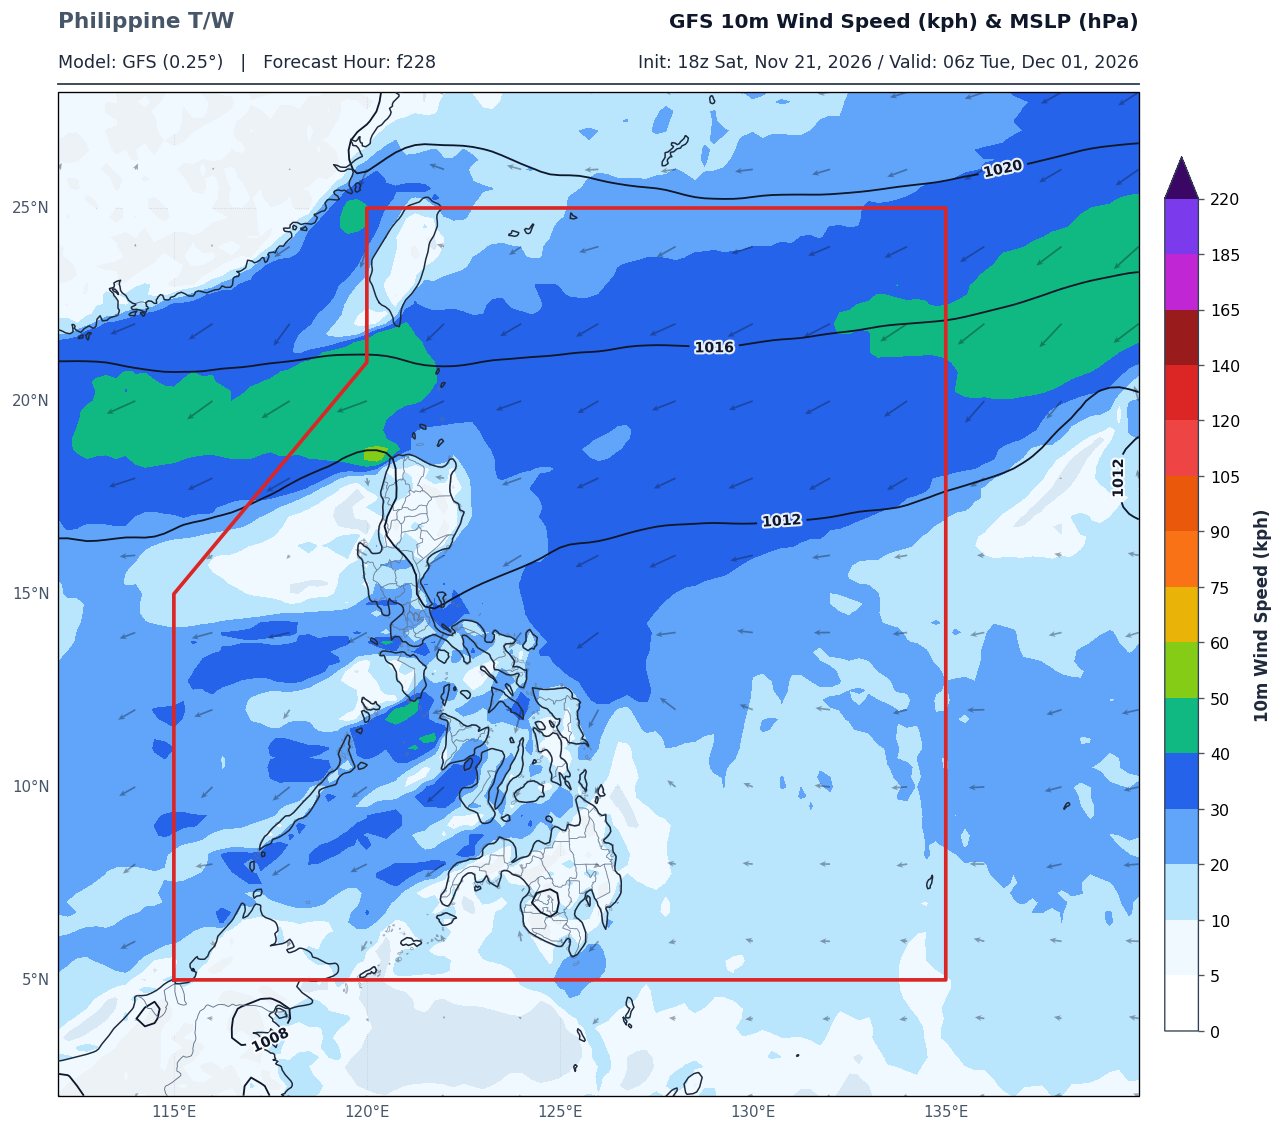 Philippine T/W
GFS 10m Wind Speed (kph) & MSLP (hPa)
Model: GFS (0.25°) | Forecast Hour: f228
Init: 18z Sat, Nov 21, 2026 / Valid: 06z Tue, Dec 01, 2026
1020
1016
1012
1012
1008
25°N
20°N
15°N
10°N
5°N
115°E
120°E
125°E
130°E
135°E
220
185
165
140
120
105
90
75
60
50
40
30
20
10
5
0
10m Wind Speed (kph)